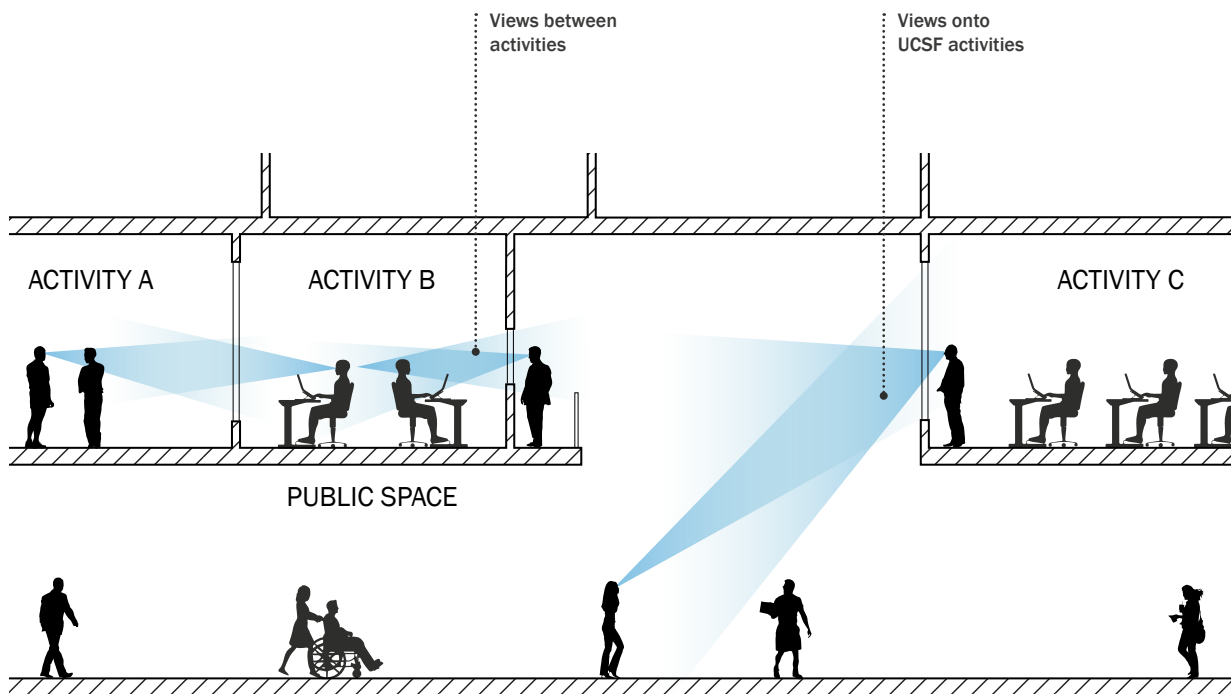 Views between
activities
Views onto
UCSF activities
ACTIVITY A
ACTIVITY B
ACTIVITY C
PUBLIC SPACE